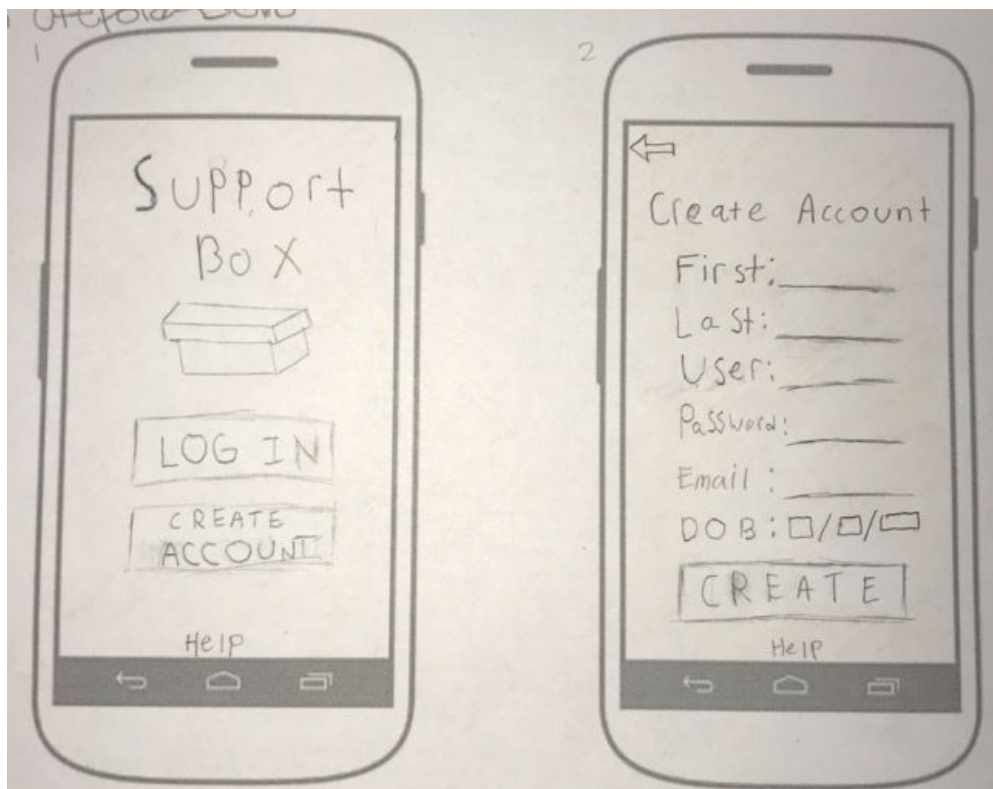 1
Support
Box
LOG IN
CREATE
ACCOUNT
Help
2
Create Account
First:
Last:
User:
Password:
Email:
DOB: / /
CREATE
Help